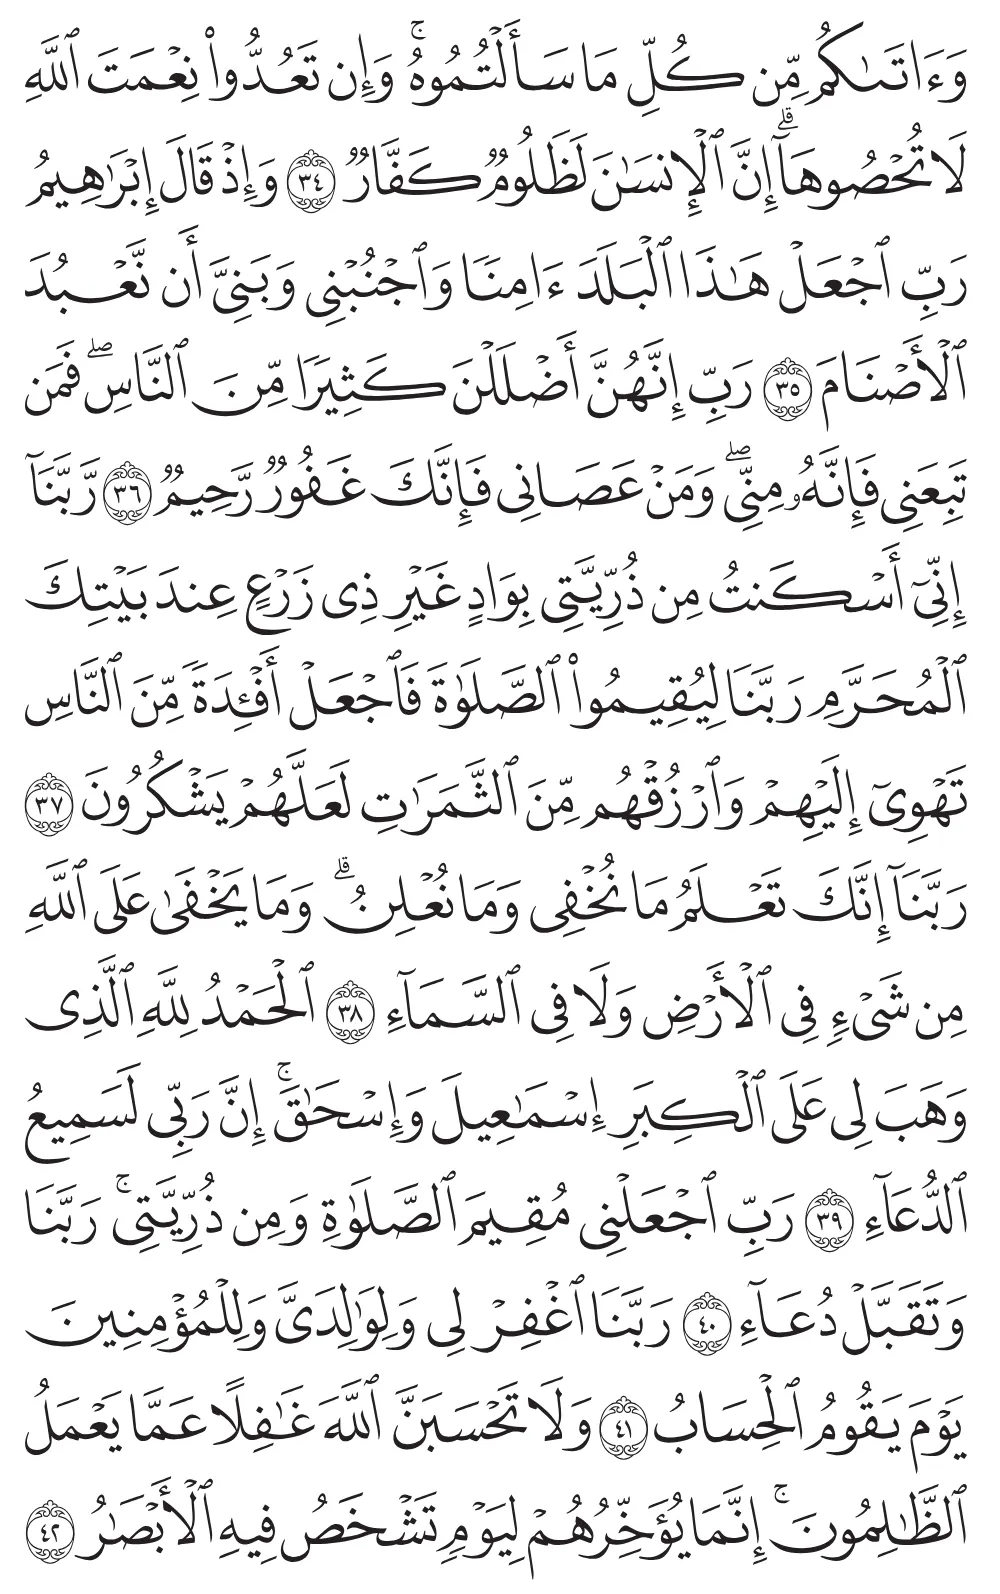 وَءَاتَىٰكُم مِّن كُلِّ مَا سَأَلْتُمُوهُ ۚ وَإِن تَعُدُّوا۟ نِعْمَتَ ٱللَّهِ
لَا تُحْصُوهَآ ۗ إِنَّ ٱلْإِنسَٰنَ لَظَلُومٌ كَفَّارٌ ٣٤ وَإِذْ قَالَ إِبْرَٰهِيمُ
رَبِّ ٱجْعَلْ هَٰذَا ٱلْبَلَدَ ءَامِنًا وَٱجْنُبْنِى وَبَنِىَّ أَن نَّعْبُدَ
ٱلْأَصْنَامَ ٣٥ رَبِّ إِنَّهُنَّ أَضْلَلْنَ كَثِيرًا مِّنَ ٱلنَّاسِ ۖ فَمَن
تَبِعَنِى فَإِنَّهُۥ مِنِّى ۖ وَمَنْ عَصَانِى فَإِنَّكَ غَفُورٌ رَّحِيمٌ ٣٦ رَّبَّنَآ
إِنِّىٓ أَسْكَنتُ مِن ذُرِّيَّتِى بِوَادٍ غَيْرِ ذِى زَرْعٍ عِندَ بَيْتِكَ
ٱلْمُحَرَّمِ رَبَّنَا لِيُقِيمُوا۟ ٱلصَّلَوٰةَ فَٱجْعَلْ أَفْـِٔدَةً مِّنَ ٱلنَّاسِ
تَهْوِىٓ إِلَيْهِمْ وَٱرْزُقْهُم مِّنَ ٱلثَّمَرَٰتِ لَعَلَّهُمْ يَشْكُرُونَ ٣٧
رَبَّنَآ إِنَّكَ تَعْلَمُ مَا نُخْفِى وَمَا نُعْلِنُ ۗ وَمَا يَخْفَىٰ عَلَى ٱللَّهِ
مِن شَىْءٍ فِى ٱلْأَرْضِ وَلَا فِى ٱلسَّمَآءِ ٣٨ ٱلْحَمْدُ لِلَّهِ ٱلَّذِى
وَهَبَ لِى عَلَى ٱلْكِبَرِ إِسْمَٰعِيلَ وَإِسْحَٰقَ ۚ إِنَّ رَبِّى لَسَمِيعُ
ٱلدُّعَآءِ ٣٩ رَبِّ ٱجْعَلْنِى مُقِيمَ ٱلصَّلَوٰةِ وَمِن ذُرِّيَّتِى ۚ رَبَّنَا
وَتَقَبَّلْ دُعَآءِ ٤٠ رَبَّنَا ٱغْفِرْ لِى وَلِوَٰلِدَىَّ وَلِلْمُؤْمِنِينَ
يَوْمَ يَقُومُ ٱلْحِسَابُ ٤١ وَلَا تَحْسَبَنَّ ٱللَّهَ غَٰفِلًا عَمَّا يَعْمَلُ
ٱلظَّٰلِمُونَ ۚ إِنَّمَا يُؤَخِّرُهُمْ لِيَوْمٍ تَشْخَصُ فِيهِ ٱلْأَبْصَٰرُ ٤٢